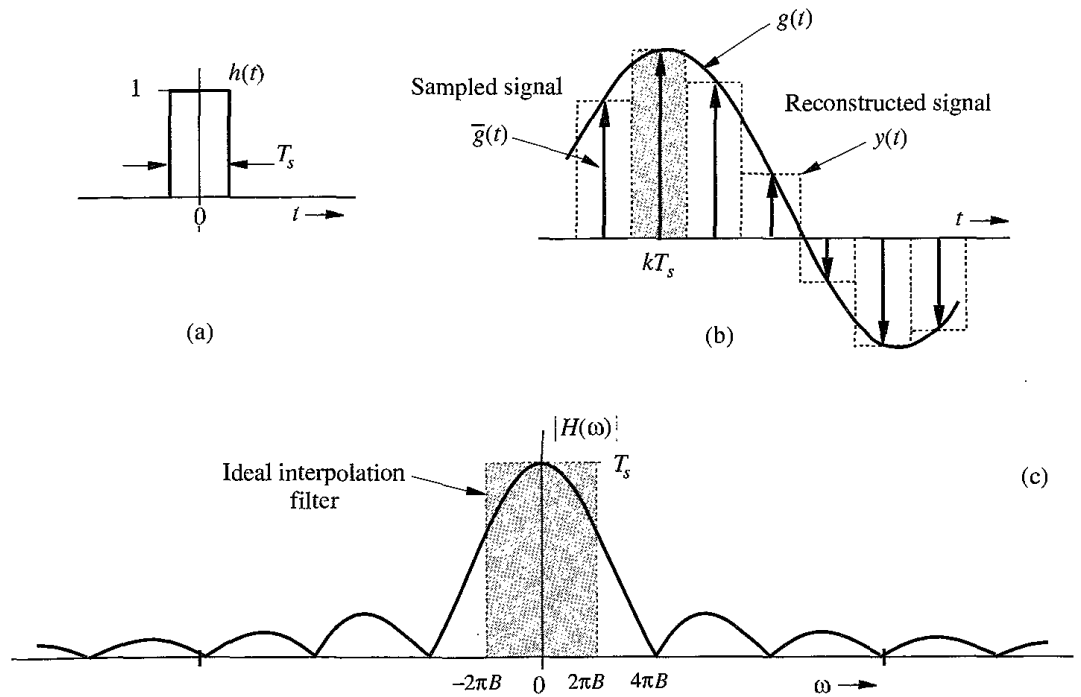 (a)
1
h(t)
T_s
0
t
(b)
g(t)
Sampled signal
g̅(t)
Reconstructed signal
y(t)
t
kT_s
(c)
|H(ω)|
T_s
Ideal interpolation
filter
−2πB
0
2πB
4πB
ω